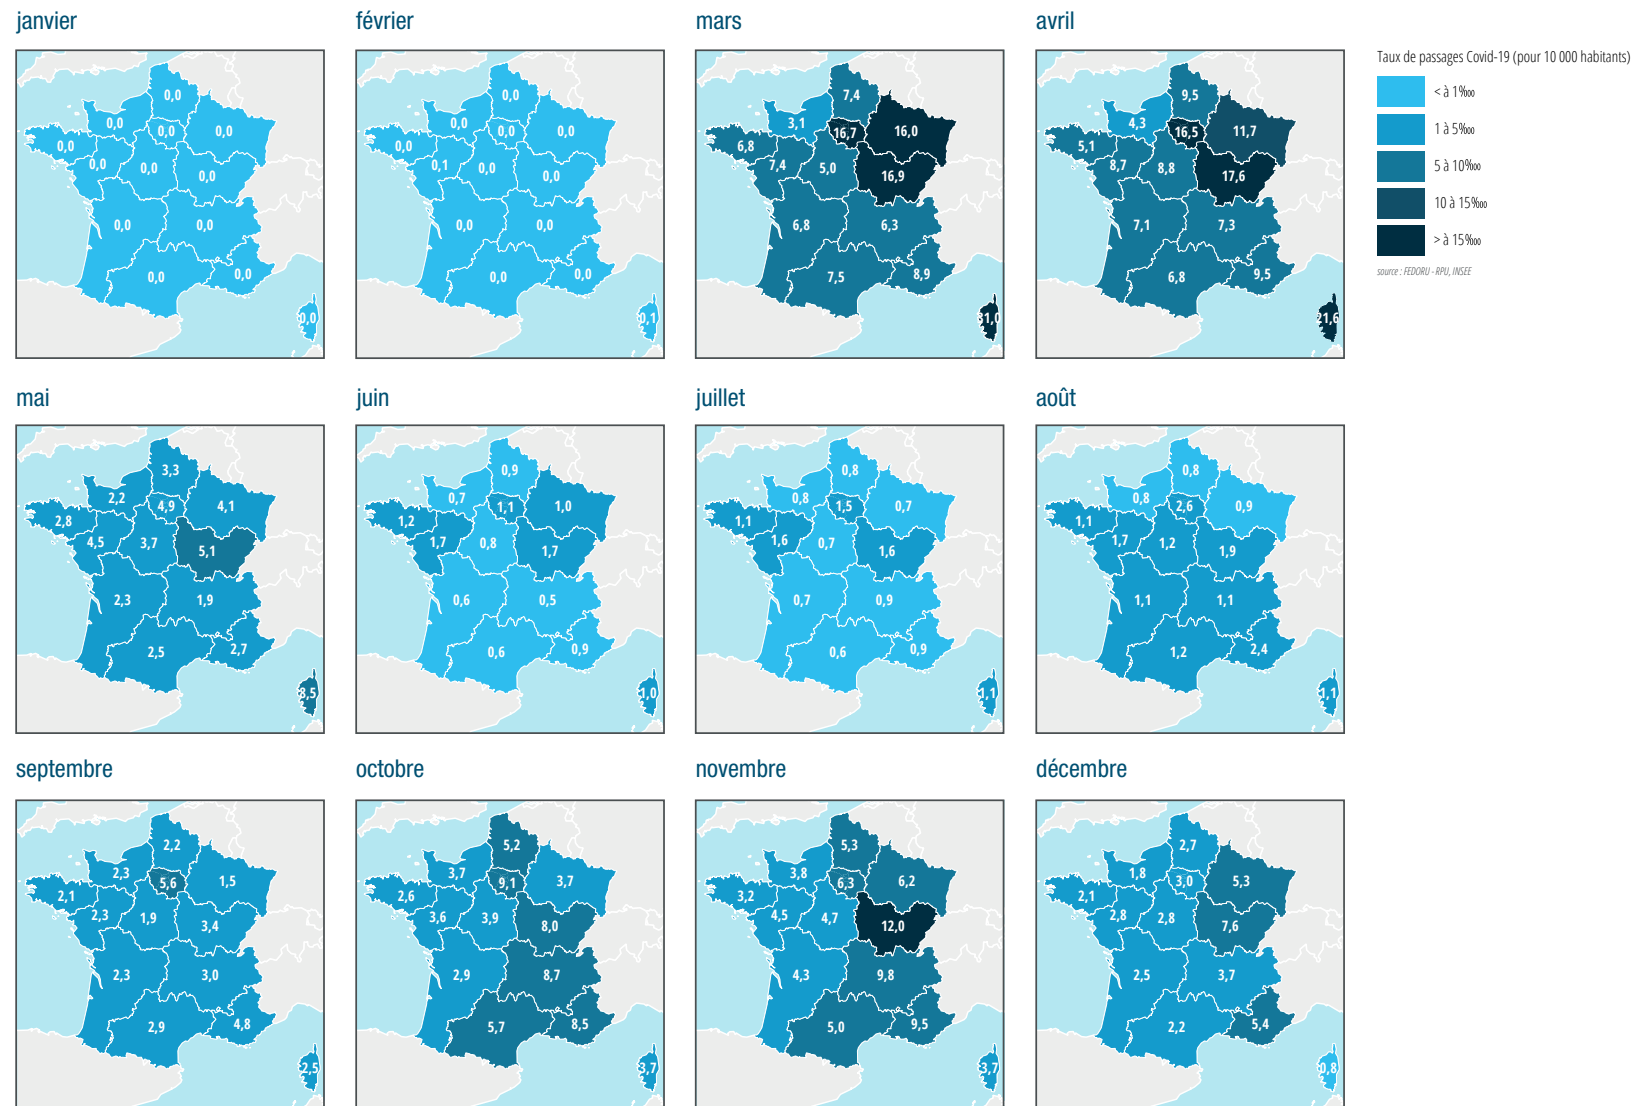 janvier
février
mars
avril
Taux de passages Covid-19 (pour 10 000 habitants)
< à 1‱
1 à 5‱
5 à 10‱
10 à 15‱
> à 15‱
source : FEDORU - RPU, INSEE
0,0
0,0 0,0 0,0
0,0
0,0 0,0 0,0
0,0 0,0
0,0 0,0
0,0
0,0
0,0 0,0 0,0
0,0
0,1 0,0 0,0
0,0 0,0
0,0 0,0
0,1
7,4
3,1 16,7 16,0
6,8
7,4 5,0 16,9
6,8 6,3
7,5 8,9
31,0
9,5
4,3 16,5 11,7
5,1
8,7 8,8 17,6
7,1 7,3
6,8 9,5
21,6
mai
juin
juillet
août
3,3
2,2 4,9 4,1
2,8
4,5 3,7 5,1
2,3 1,9
2,5 2,7
8,5
0,9
0,7 1,1 1,0
1,2
1,7 0,8 1,7
0,6 0,5
0,6 0,9
1,0
0,8
0,8 1,5 0,7
1,1
1,6 0,7 1,6
0,7 0,9
0,6 0,9
1,1
0,8
0,8 2,6 0,9
1,1
1,7 1,2 1,9
1,1 1,1
1,2 2,4
1,1
septembre
octobre
novembre
décembre
2,2
2,3 5,6 1,5
2,1
2,3 1,9 3,4
2,3 3,0
2,9 4,8
2,5
5,2
3,7 9,1 3,7
2,6
3,6 3,9 8,0
2,9 8,7
5,7 8,5
3,7
5,3
3,8 6,3 6,2
3,2
4,5 4,7 12,0
4,3 9,8
5,0 9,5
3,7
2,7
1,8 3,0 5,3
2,1
2,8 2,8 7,6
2,5 3,7
2,2 5,4
0,8